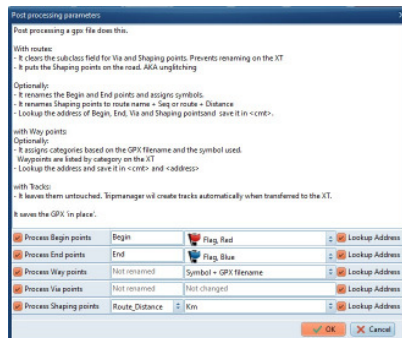 Post processing parameters
Post processing a gpx file does this.
With routes:
- It clears the subclass field for Via and Shaping points. Prevents renaming on the XT
- It puts the Shaping points on the road. AKA unglitching
Optionally:
- It renames the Begin and End points and assigns symbols.
- It renames Shaping points to route name + Seq or route + Distance
- Lookup the address of Begin, End, Via and Shaping pointsand save it in <cmt>.
with Way points:
Optionally:
- It assigns categories based on the GPX filename and the symbol used.
Waypoints are listed by category on the XT
- Lookup the address and save it in <cmt> and <address>
with Tracks:
- It leaves them untouched. Tripmanager wil create tracks automatically when transferred to the XT.
It saves the GPX 'in place'.
Process Begin points Begin Flag, Red Lookup Address
Process End points End Flag, Blue Lookup Address
Process Way points Not renamed Symbol + GPX filename Lookup Address
Process Via points Not renamed Not changed Lookup Address
Process Shaping points Route_Distance Km Lookup Address
OK Cancel